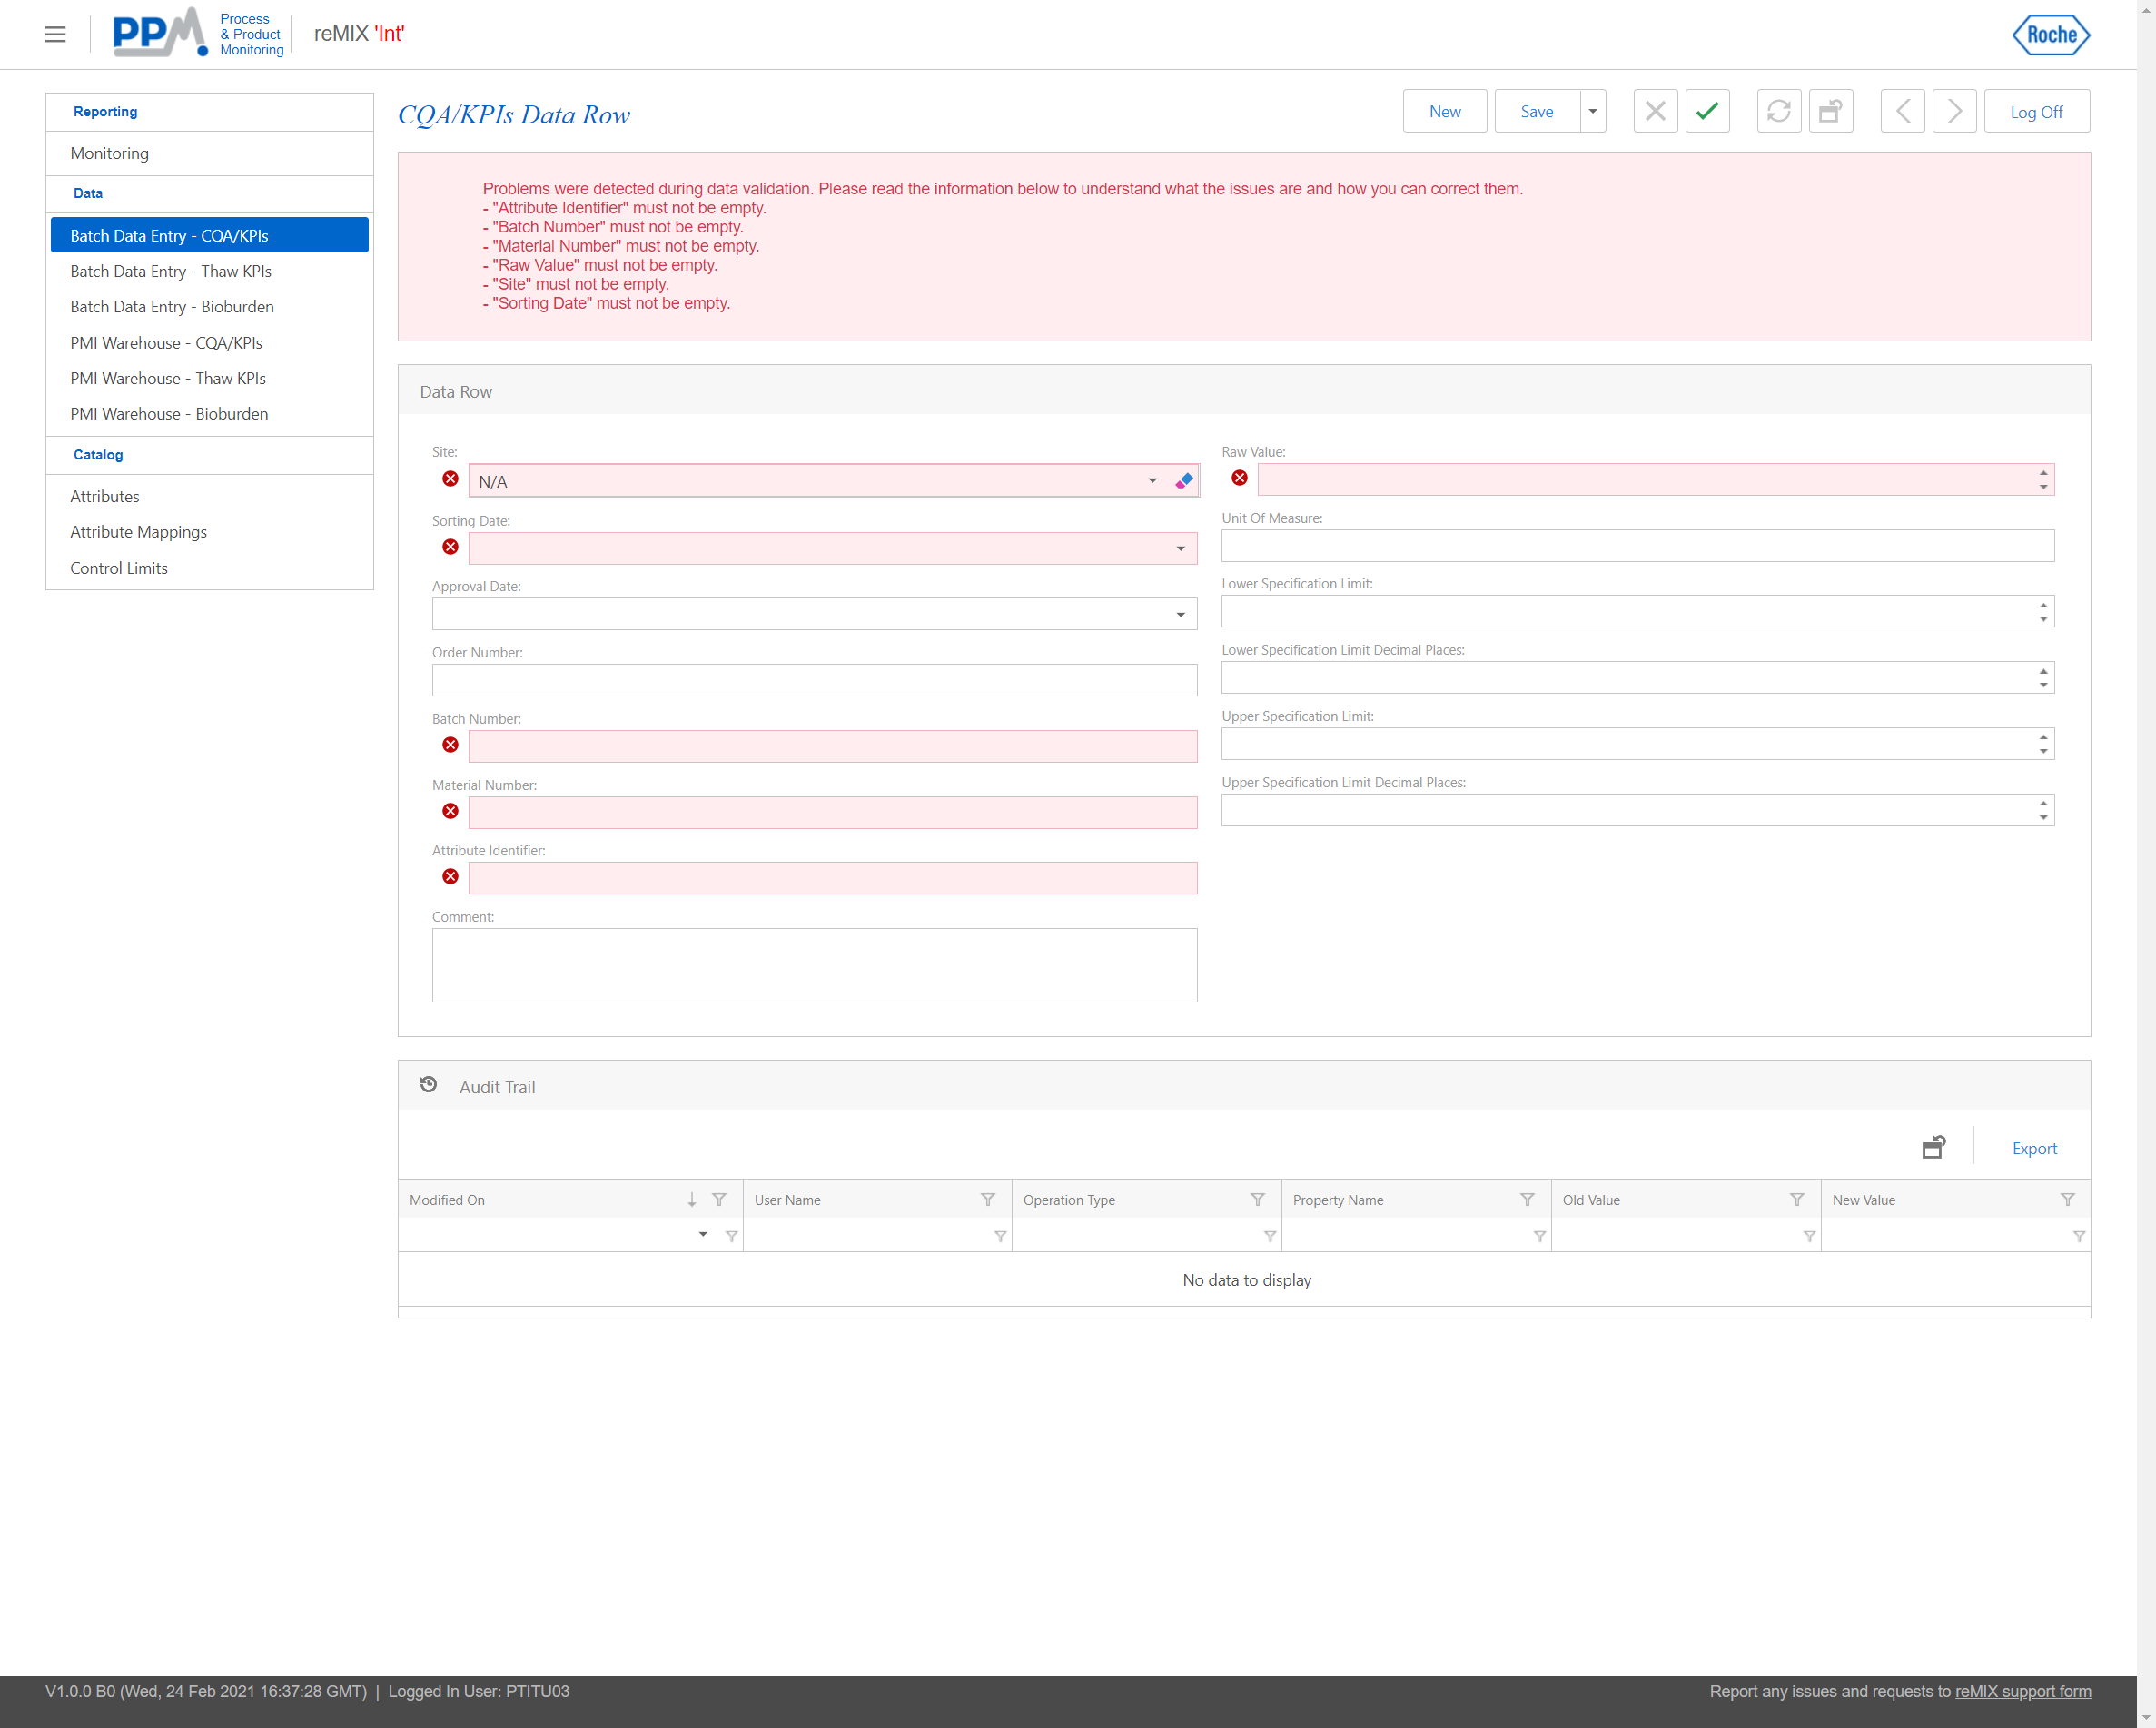 PPM
Process
& Product
Monitoring
reMIX 'Int'
Roche
Reporting
Monitoring
Data
Batch Data Entry - CQA/KPIs
Batch Data Entry - Thaw KPIs
Batch Data Entry - Bioburden
PMI Warehouse - CQA/KPIs
PMI Warehouse - Thaw KPIs
PMI Warehouse - Bioburden
Catalog
Attributes
Attribute Mappings
Control Limits
CQA/KPIs Data Row
New
Save
Log Off
Problems were detected during data validation. Please read the information below to understand what the issues are and how you can correct them.
- "Attribute Identifier" must not be empty.
- "Batch Number" must not be empty.
- "Material Number" must not be empty.
- "Raw Value" must not be empty.
- "Site" must not be empty.
- "Sorting Date" must not be empty.
Data Row
Site:
N/A
Sorting Date:
Approval Date:
Order Number:
Batch Number:
Material Number:
Attribute Identifier:
Comment:
Raw Value:
Unit Of Measure:
Lower Specification Limit:
Lower Specification Limit Decimal Places:
Upper Specification Limit:
Upper Specification Limit Decimal Places:
Audit Trail
Export
Modified On
User Name
Operation Type
Property Name
Old Value
New Value
No data to display
V1.0.0 B0 (Wed, 24 Feb 2021 16:37:28 GMT) | Logged In User: PTITU03
Report any issues and requests to reMIX support form